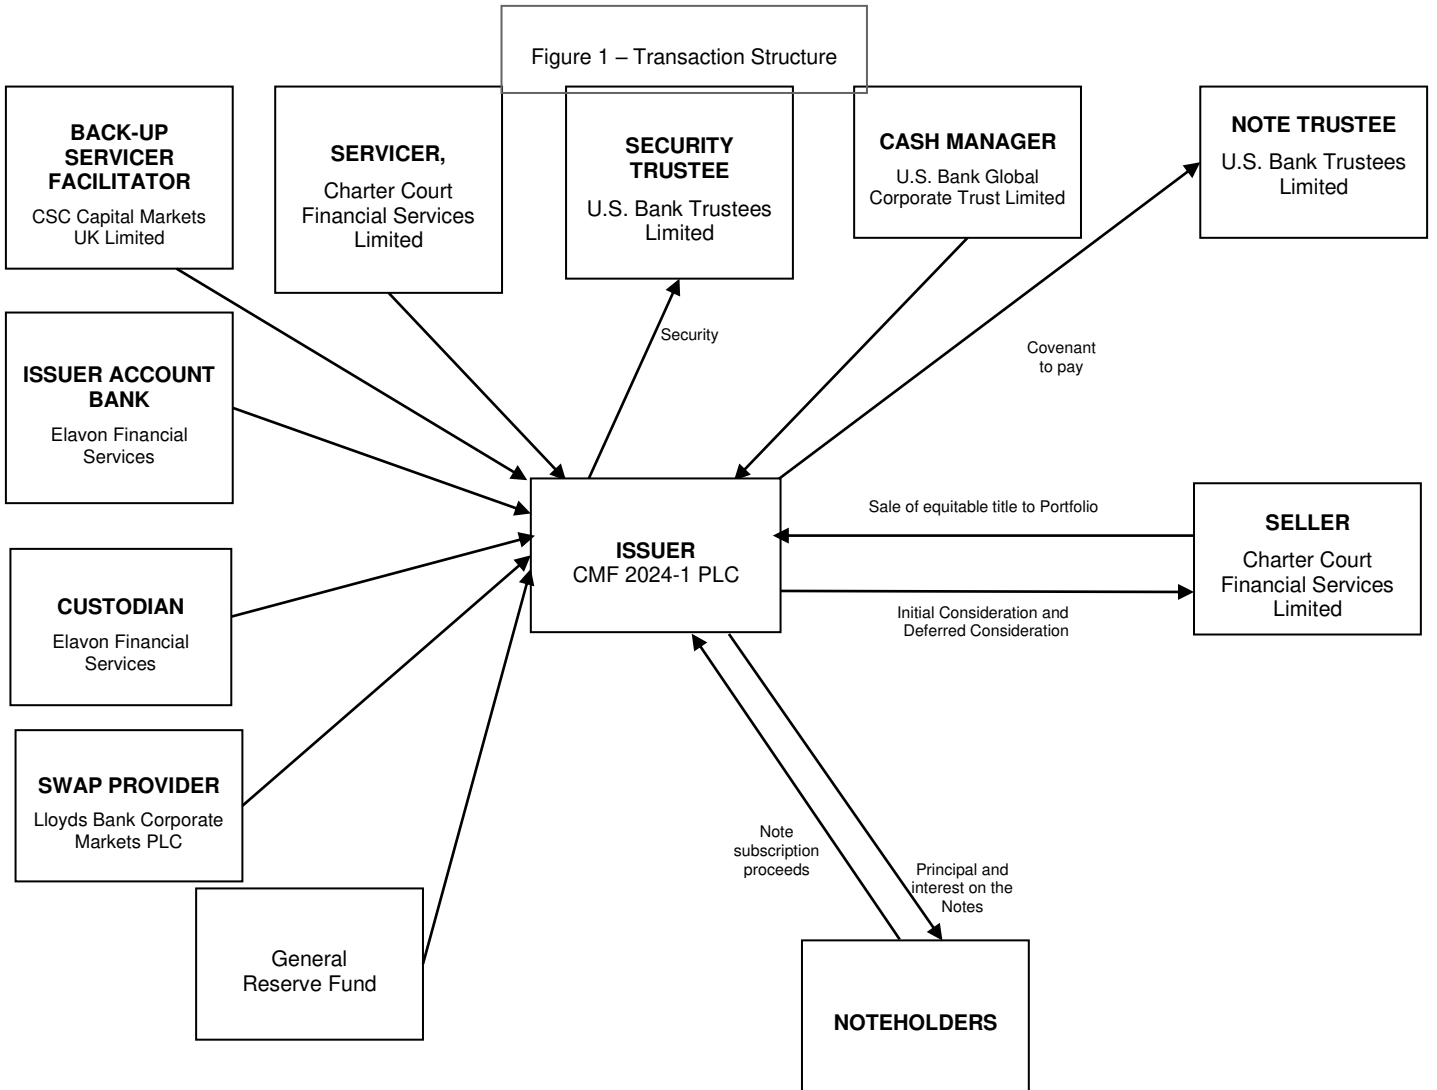 Figure 1 – Transaction Structure
BACK-UP
SERVICER
FACILITATOR
CSC Capital Markets
UK Limited
SERVICER,
Charter Court
Financial Services
Limited
SECURITY
TRUSTEE
U.S. Bank Trustees
Limited
CASH MANAGER
U.S. Bank Global
Corporate Trust Limited
NOTE TRUSTEE
U.S. Bank Trustees
Limited
Security
Covenant
to pay
ISSUER ACCOUNT
BANK
Elavon Financial
Services
ISSUER
CMF 2024-1 PLC
Sale of equitable title to Portfolio
Initial Consideration and
Deferred Consideration
SELLER
Charter Court
Financial Services
Limited
CUSTODIAN
Elavon Financial
Services
SWAP PROVIDER
Lloyds Bank Corporate
Markets PLC
Note
subscription
proceeds
Principal and
interest on the
Notes
General
Reserve Fund
NOTEHOLDERS